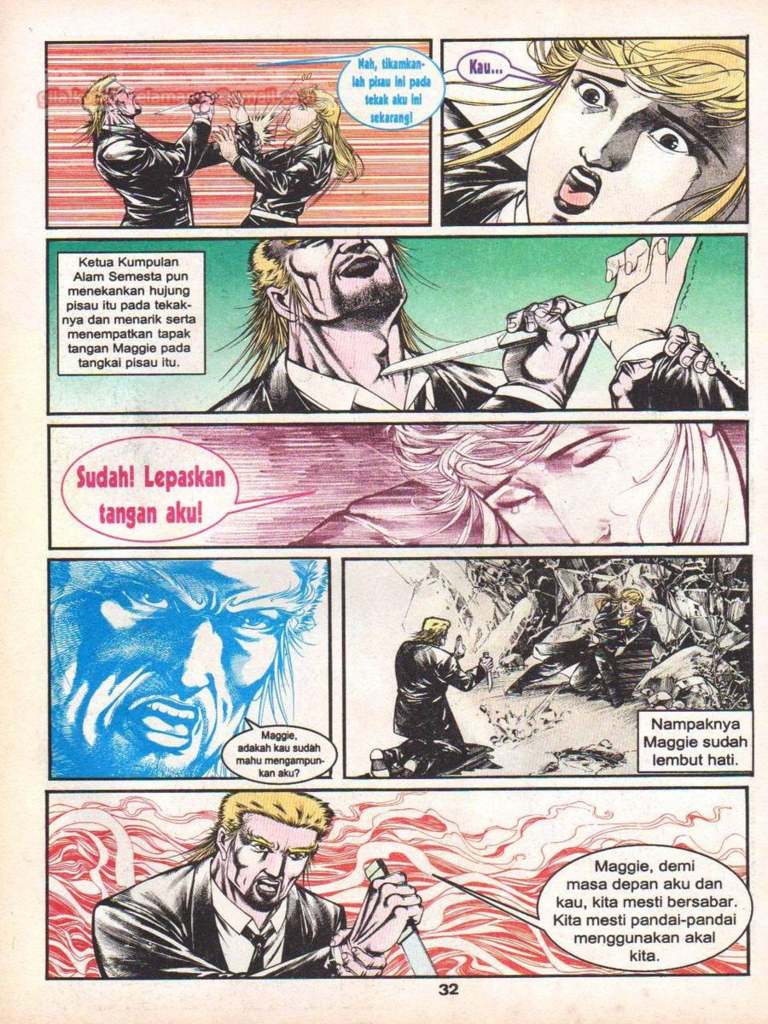 Nah, tikamkan-
lah pisau ini pada
tekak aku ini
sekarang!
Kau...
Ketua Kumpulan
Alam Semesta pun
menekankan hujung
pisau itu pada tekak-
nya dan menarik serta
menempatkan tapak
tangan Maggie pada
tangkai pisau itu.
Sudah! Lepaskan
tangan aku!
Maggie,
adakah kau sudah
mahu mengampun-
kan aku?
Nampaknya
Maggie sudah
lembut hati.
Maggie, demi
masa depan aku dan
kau, kita mesti bersabar.
Kita mesti pandai-pandai
menggunakan akal
kita.
32